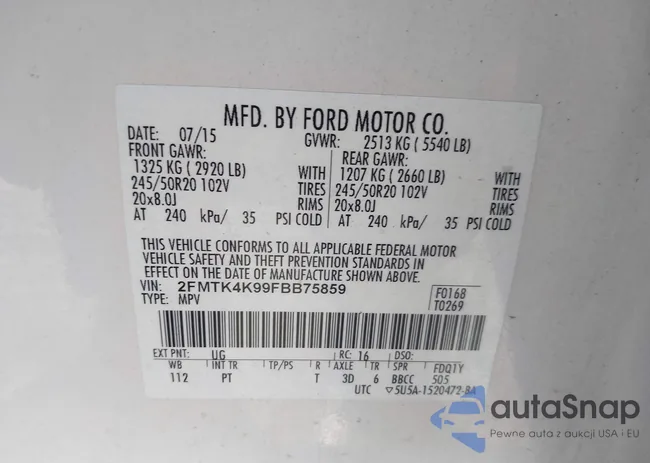 MFD. BY FORD MOTOR CO.
DATE: 07/15 GVWR: 2513 KG ( 5540 LB)
FRONT GAWR: REAR GAWR:
1325 KG ( 2920 LB) WITH 1207 KG ( 2660 LB) WITH
245/50R20 102V TIRES 245/50R20 102V TIRES
20x8.0J RIMS 20x8.0J RIMS
AT 240 kPa/ 35 PSI COLD AT 240 kPa/ 35 PSI COLD
THIS VEHICLE CONFORMS TO ALL APPLICABLE FEDERAL MOTOR
VEHICLE SAFETY AND THEFT PREVENTION STANDARDS IN
EFFECT ON THE DATE OF MANUFACTURE SHOWN ABOVE.
VIN: 2FMTK4K99FBB75859 F0168
TYPE: MPV T0269
EXT PNT: UG RC: 16 DSO:
WB INT TR TP/PS R AXLE TR SPR FDQTY
112 PT T 3D 6 BBCC 505
UTC ▽5U5A-1520472-BA
autaSnap
Pewne auta z aukcji USA i EU